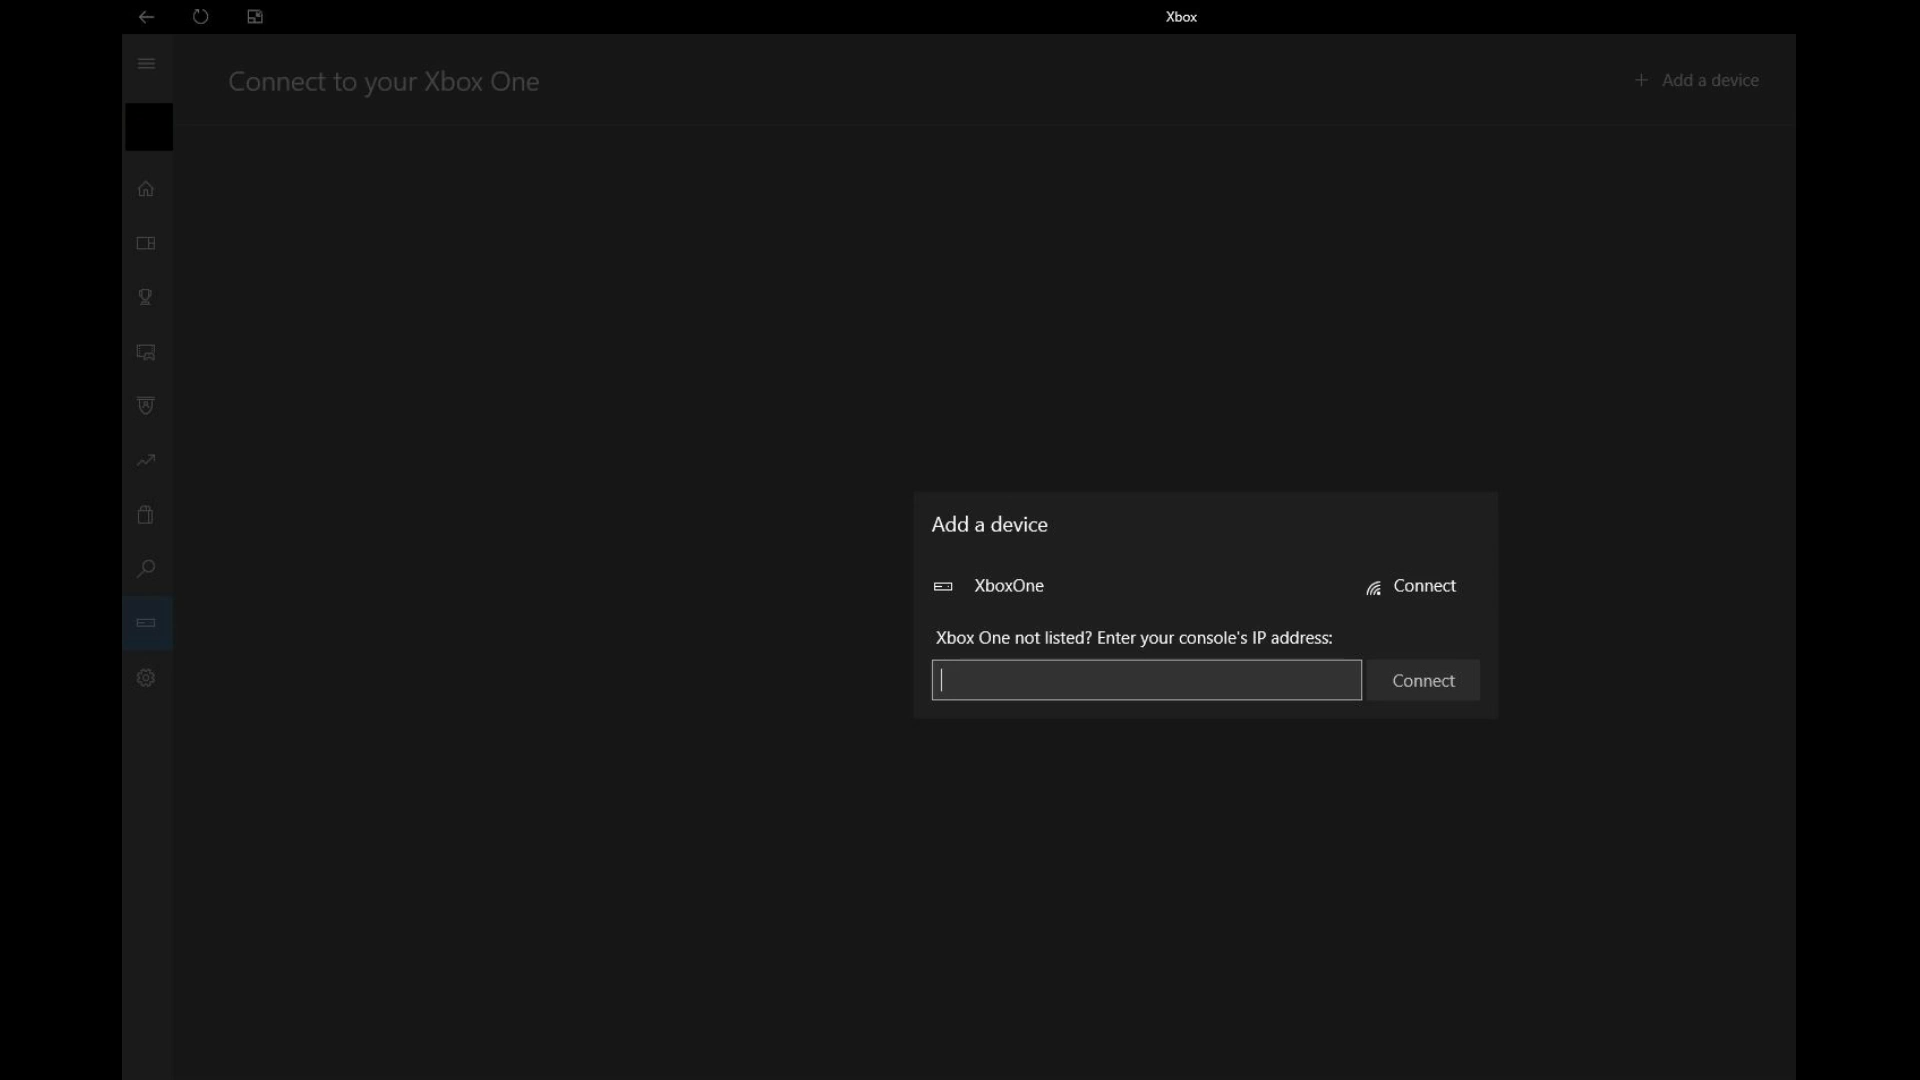 Xbox
Connect to your Xbox One
Add a device
Add a device
XboxOne
Connect
Xbox One not listed? Enter your console's IP address:
Connect